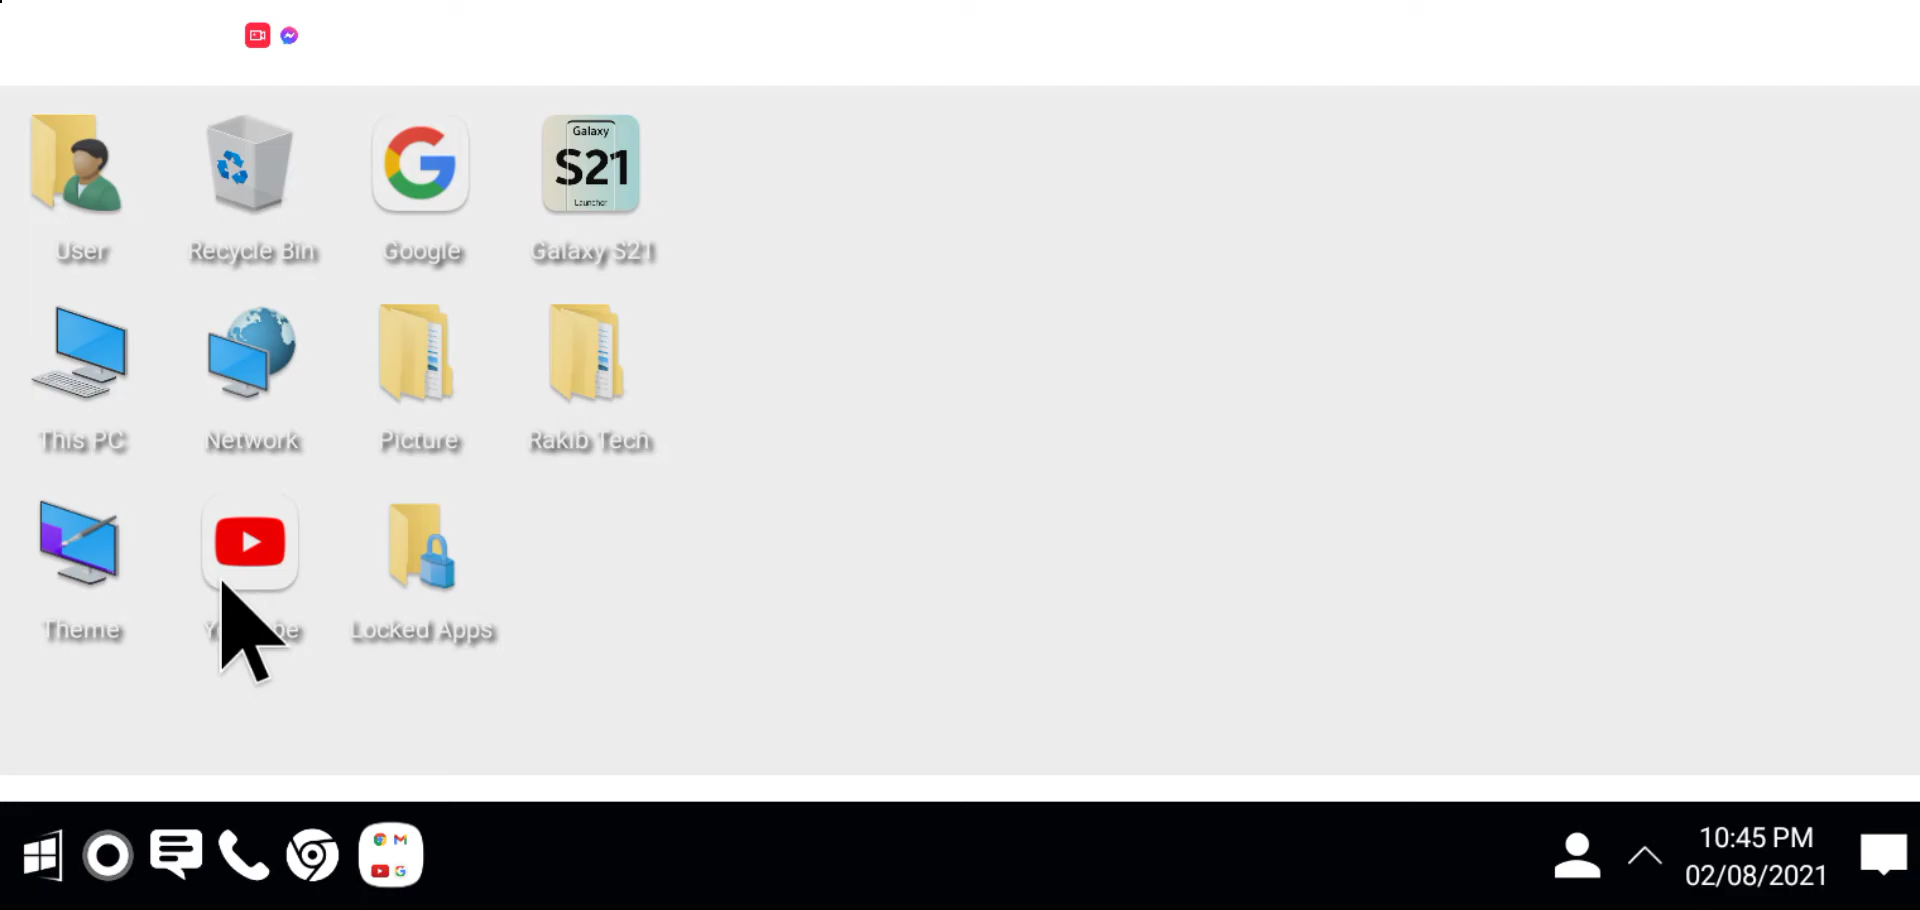 Galaxy
S21
Launcher
User
Recycle Bin
Google
Galaxy S21
This PC
Network
Picture
Rakib Tech
Theme
Locked Apps
10:45 PM
02/08/2021